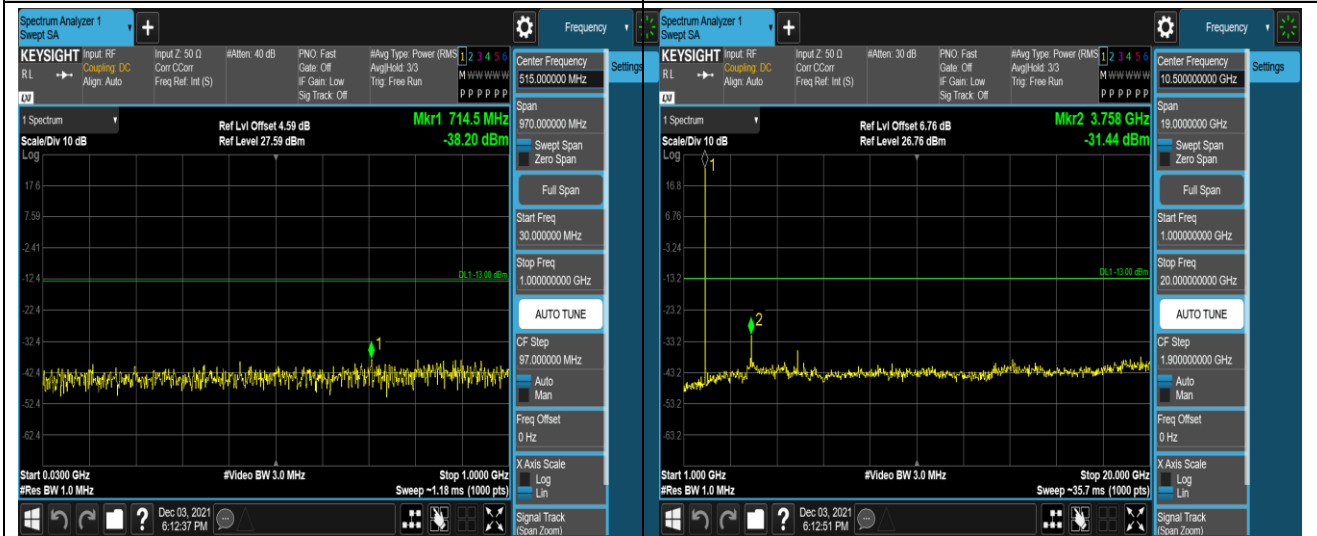 Spectrum Analyzer 1
Swept SA
+
Frequency
KEYSIGHT
RL
LXI
Input: RF
Coupling: DC
Align: Auto
Input Z: 50 Ω
Corr CCorr
Freq Ref: Int (S)
#Atten: 40 dB
PNO: Fast
Gate: Off
IF Gain: Low
Sig Track: Off
#Avg Type: Power (RMS
Avg|Hold: 3/3
Trig: Free Run
1 2 3 4 5 6
M W W W W W
P P P P P P
Center Frequency
515.000000 MHz
Settings
1 Spectrum
Scale/Div 10 dB
Log
Ref Lvl Offset 4.59 dB
Ref Level 27.59 dBm
Mkr1 714.5 MHz
-38.20 dBm
Span
970.000000 MHz
Swept Span
Zero Span
Full Span
Start Freq
30.000000 MHz
Stop Freq
1.000000000 GHz
AUTO TUNE
CF Step
97.000000 MHz
Auto
Man
Freq Offset
0 Hz
X Axis Scale
Log
Lin
Signal Track
(Span Zoom)
17.6
7.59
-2.41
-12.4
-22.4
-32.4
-42.4
-52.4
-62.4
DL1 -13.00 dBm
1
Start 0.0300 GHz
#Res BW 1.0 MHz
#Video BW 3.0 MHz
Stop 1.0000 GHz
Sweep ~1.18 ms (1000 pts)
?
Dec 03, 2021
6:12:37 PM
Spectrum Analyzer 1
Swept SA
+
Frequency
KEYSIGHT
RL
LXI
Input: RF
Coupling: DC
Align: Auto
Input Z: 50 Ω
Corr CCorr
Freq Ref: Int (S)
#Atten: 30 dB
PNO: Fast
Gate: Off
IF Gain: Low
Sig Track: Off
#Avg Type: Power (RMS
Avg|Hold: 3/3
Trig: Free Run
1 2 3 4 5 6
M W W W W W
P P P P P P
Center Frequency
10.500000000 GHz
Settings
1 Spectrum
Scale/Div 10 dB
Log
Ref Lvl Offset 6.76 dB
Ref Level 26.76 dBm
Mkr2 3.758 GHz
-31.44 dBm
Span
19.0000000 GHz
Swept Span
Zero Span
Full Span
Start Freq
1.000000000 GHz
Stop Freq
20.000000000 GHz
AUTO TUNE
CF Step
1.900000000 GHz
Auto
Man
Freq Offset
0 Hz
X Axis Scale
Log
Lin
Signal Track
(Span Zoom)
16.8
6.76
-3.24
-13.2
-23.2
-33.2
-43.2
-53.2
-63.2
DL1 -13.00 dBm
1
2
Start 1.000 GHz
#Res BW 1.0 MHz
#Video BW 3.0 MHz
Stop 20.000 GHz
Sweep ~35.7 ms (1000 pts)
?
Dec 03, 2021
6:12:51 PM